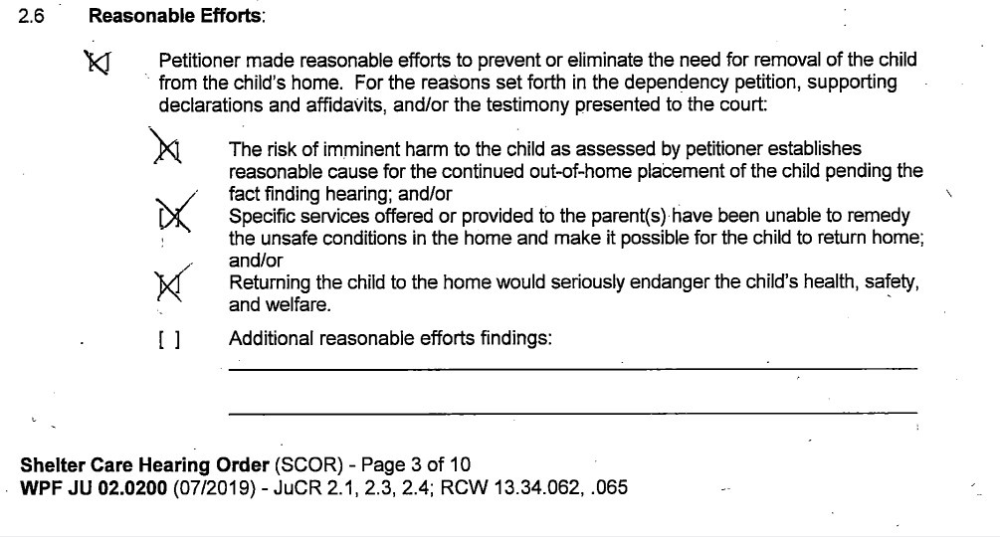 2.6 Reasonable Efforts:
[X] Petitioner made reasonable efforts to prevent or eliminate the need for removal of the child
from the child's home. For the reasons set forth in the dependency petition, supporting
declarations and affidavits, and/or the testimony presented to the court:
[X] The risk of imminent harm to the child as assessed by petitioner establishes
reasonable cause for the continued out-of-home placement of the child pending the
fact finding hearing; and/or
[X] Specific services offered or provided to the parent(s) have been unable to remedy
the unsafe conditions in the home and make it possible for the child to return home;
and/or
[X] Returning the child to the home would seriously endanger the child's health, safety,
and welfare.
[ ] Additional reasonable efforts findings:
Shelter Care Hearing Order (SCOR) - Page 3 of 10
WPF JU 02.0200 (07/2019) - JuCR 2.1, 2.3, 2.4; RCW 13.34.062, .065